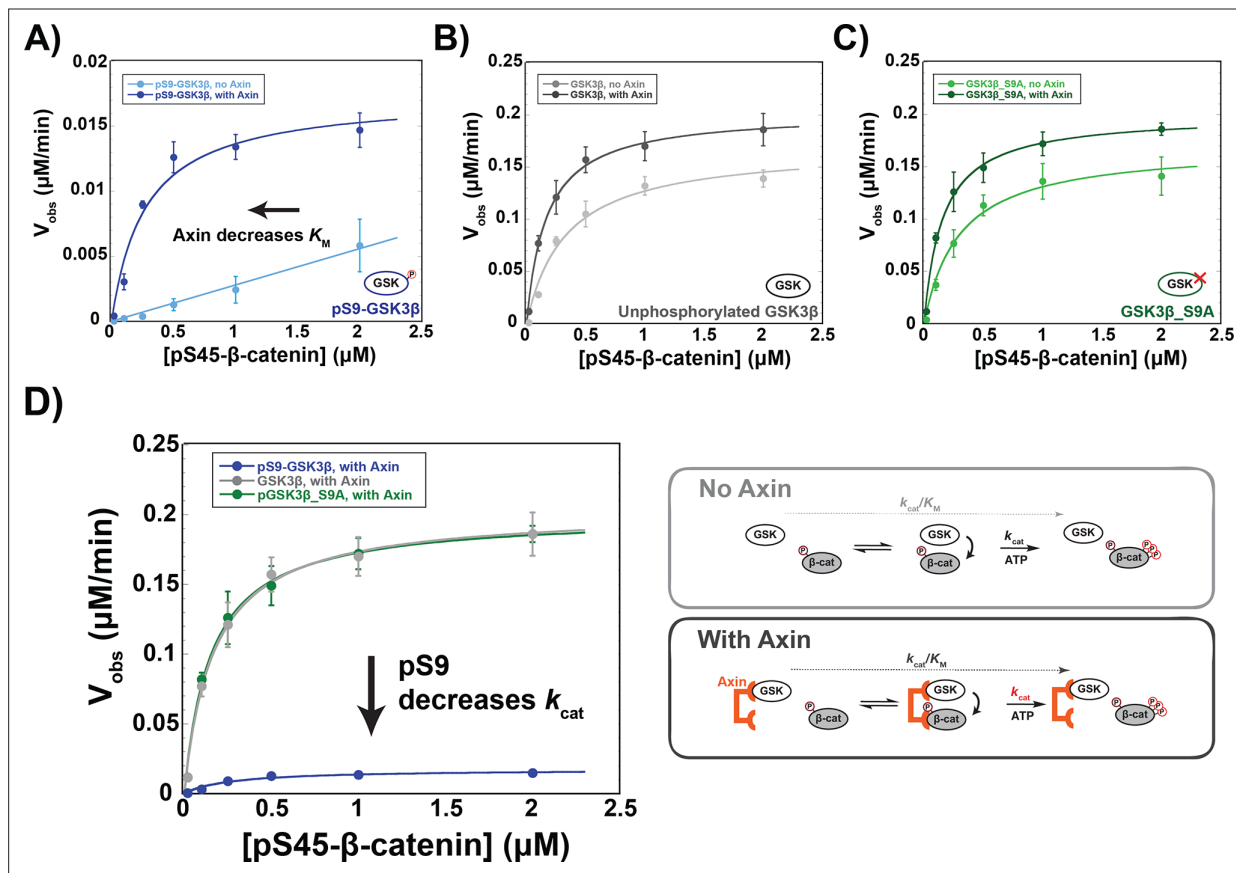 A)
0.02
0.015
0.01
0.005
0
0
0.5
1
1.5
2
2.5
V_obs (µM/min)
pS9-GSK3β, no Axin
pS9-GSK3β, with Axin
Axin decreases K_M
GSK
P
pS9-GSK3β
[pS45-β-catenin] (µM)
B)
0.25
0.2
0.15
0.1
0.05
0
0
0.5
1
1.5
2
2.5
V_obs (µM/min)
GSK3β, no Axin
GSK3β, with Axin
GSK
Unphosphorylated GSK3β
[pS45-β-catenin] (µM)
C)
0.25
0.2
0.15
0.1
0.05
0
0
0.5
1
1.5
2
2.5
V_obs (µM/min)
GSK3β_S9A, no Axin
GSK3β_S9A, with Axin
GSK
GSK3β_S9A
[pS45-β-catenin] (µM)
D)
0.25
0.2
0.15
0.1
0.05
0
0
0.5
1
1.5
2
2.5
V_obs (µM/min)
pS9-GSK3β, with Axin
GSK3β, with Axin
pGSK3β_S9A, with Axin
pS9
decreases k_cat
[pS45-β-catenin] (µM)
No Axin
k_cat/K_M
GSK
P
β-cat
GSK
P
β-cat
k_cat
ATP
GSK
P
β-cat
P
P
P
With Axin
k_cat/K_M
Axin
GSK
P
β-cat
GSK
P
β-cat
k_cat
ATP
GSK
P
β-cat
P
P
P